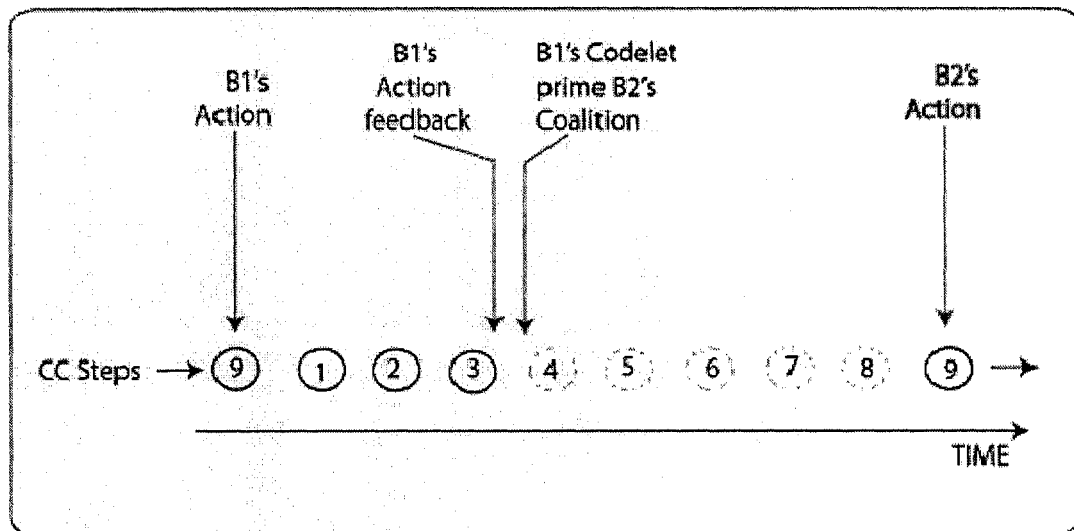 B1's
Action
B1's
Action
feedback
B1's Codelet
prime B2's
Coalition
B2's
Action
CC Steps
9 1 2 3 4 5 6 7 8 9
TIME